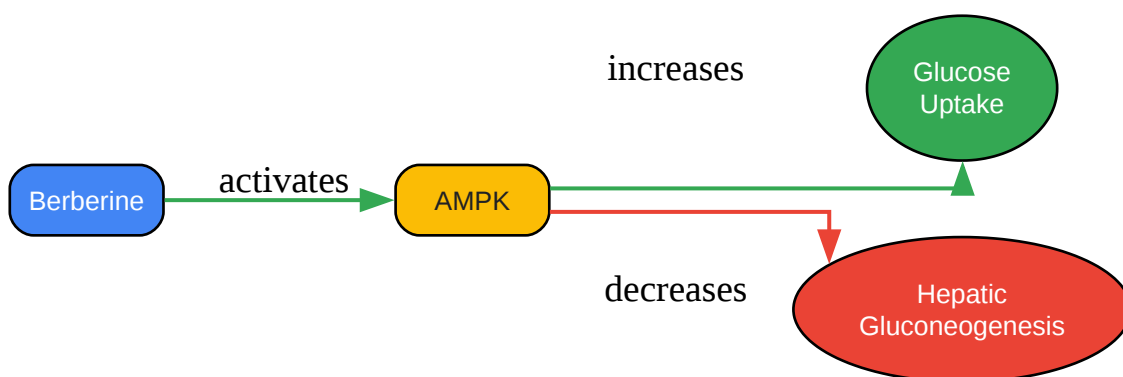 increases
Glucose
Uptake
Berberine
activates
AMPK
decreases
Hepatic
Gluconeogenesis